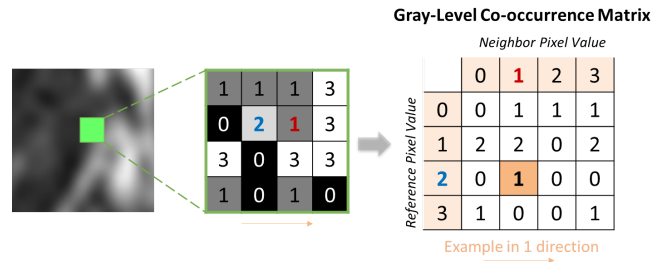 Gray-Level Co-occurrence Matrix
Neighbor Pixel Value
Reference Pixel Value
0 1 2 3
0 0 1 1 1
1 2 2 0 2
2 0 1 0 0
3 1 0 0 1
Example in 1 direction
1 1 1 3
0 2 1 3
3 0 3 3
1 0 1 0